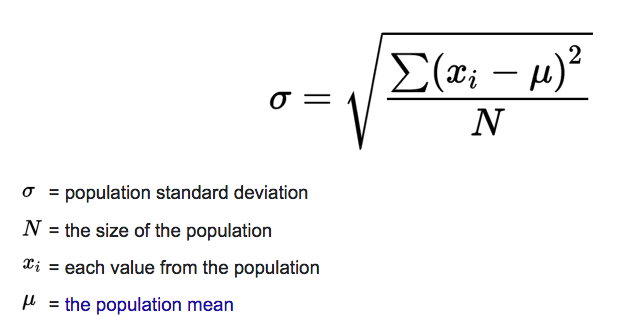 σ = √(∑(xᵢ − μ)² / N)
σ = population standard deviation
N = the size of the population
xᵢ = each value from the population
μ = the population mean